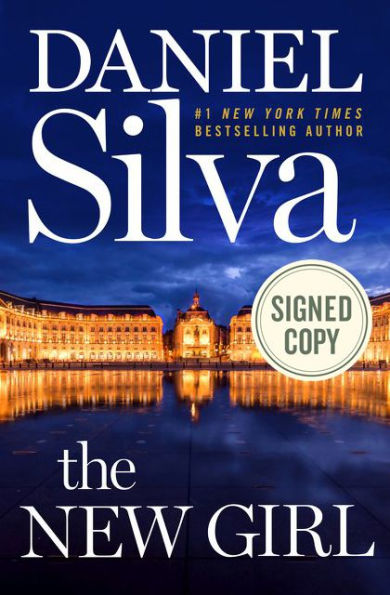 DANIEL
Silva
#1 NEW YORK TIMES
BESTSELLING AUTHOR
SIGNED
COPY
the
NEW GIRL